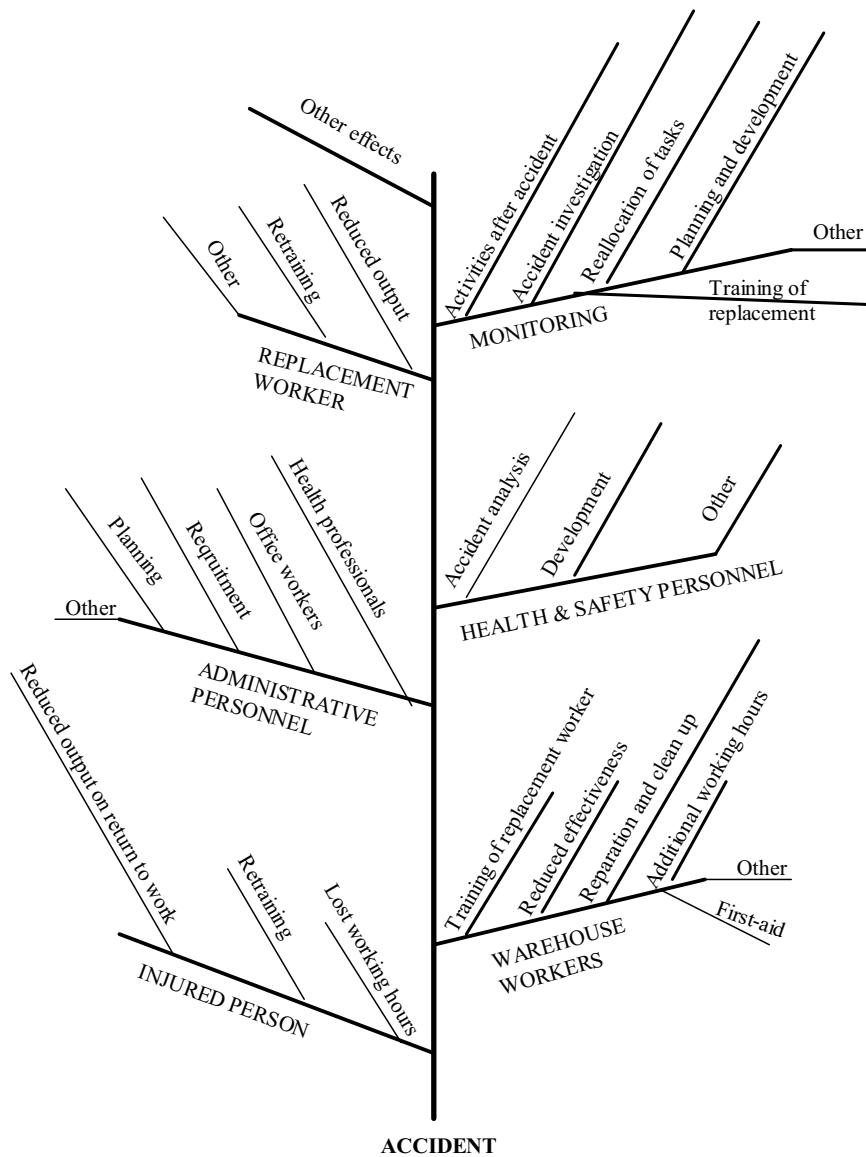 Other effects
Other
Retraining
Reduced output
REPLACEMENT
WORKER
Activities after accident
Accident investigation
Reallocation of tasks
Planning and development
Other
Training of
replacement
MONITORING
Other
Planning
Reqruitment
Office workers
Health professionals
ADMINISTRATIVE
PERSONNEL
Accident analysis
Development
Other
HEALTH & SAFETY PERSONNEL
Reduced output on return to work
Retraining
Lost working hours
INJURED PERSON
Training of replacement worker
Reduced effectiveness
Reparation and clean up
Additional working hours
Other
First-aid
WAREHOUSE
WORKERS
ACCIDENT